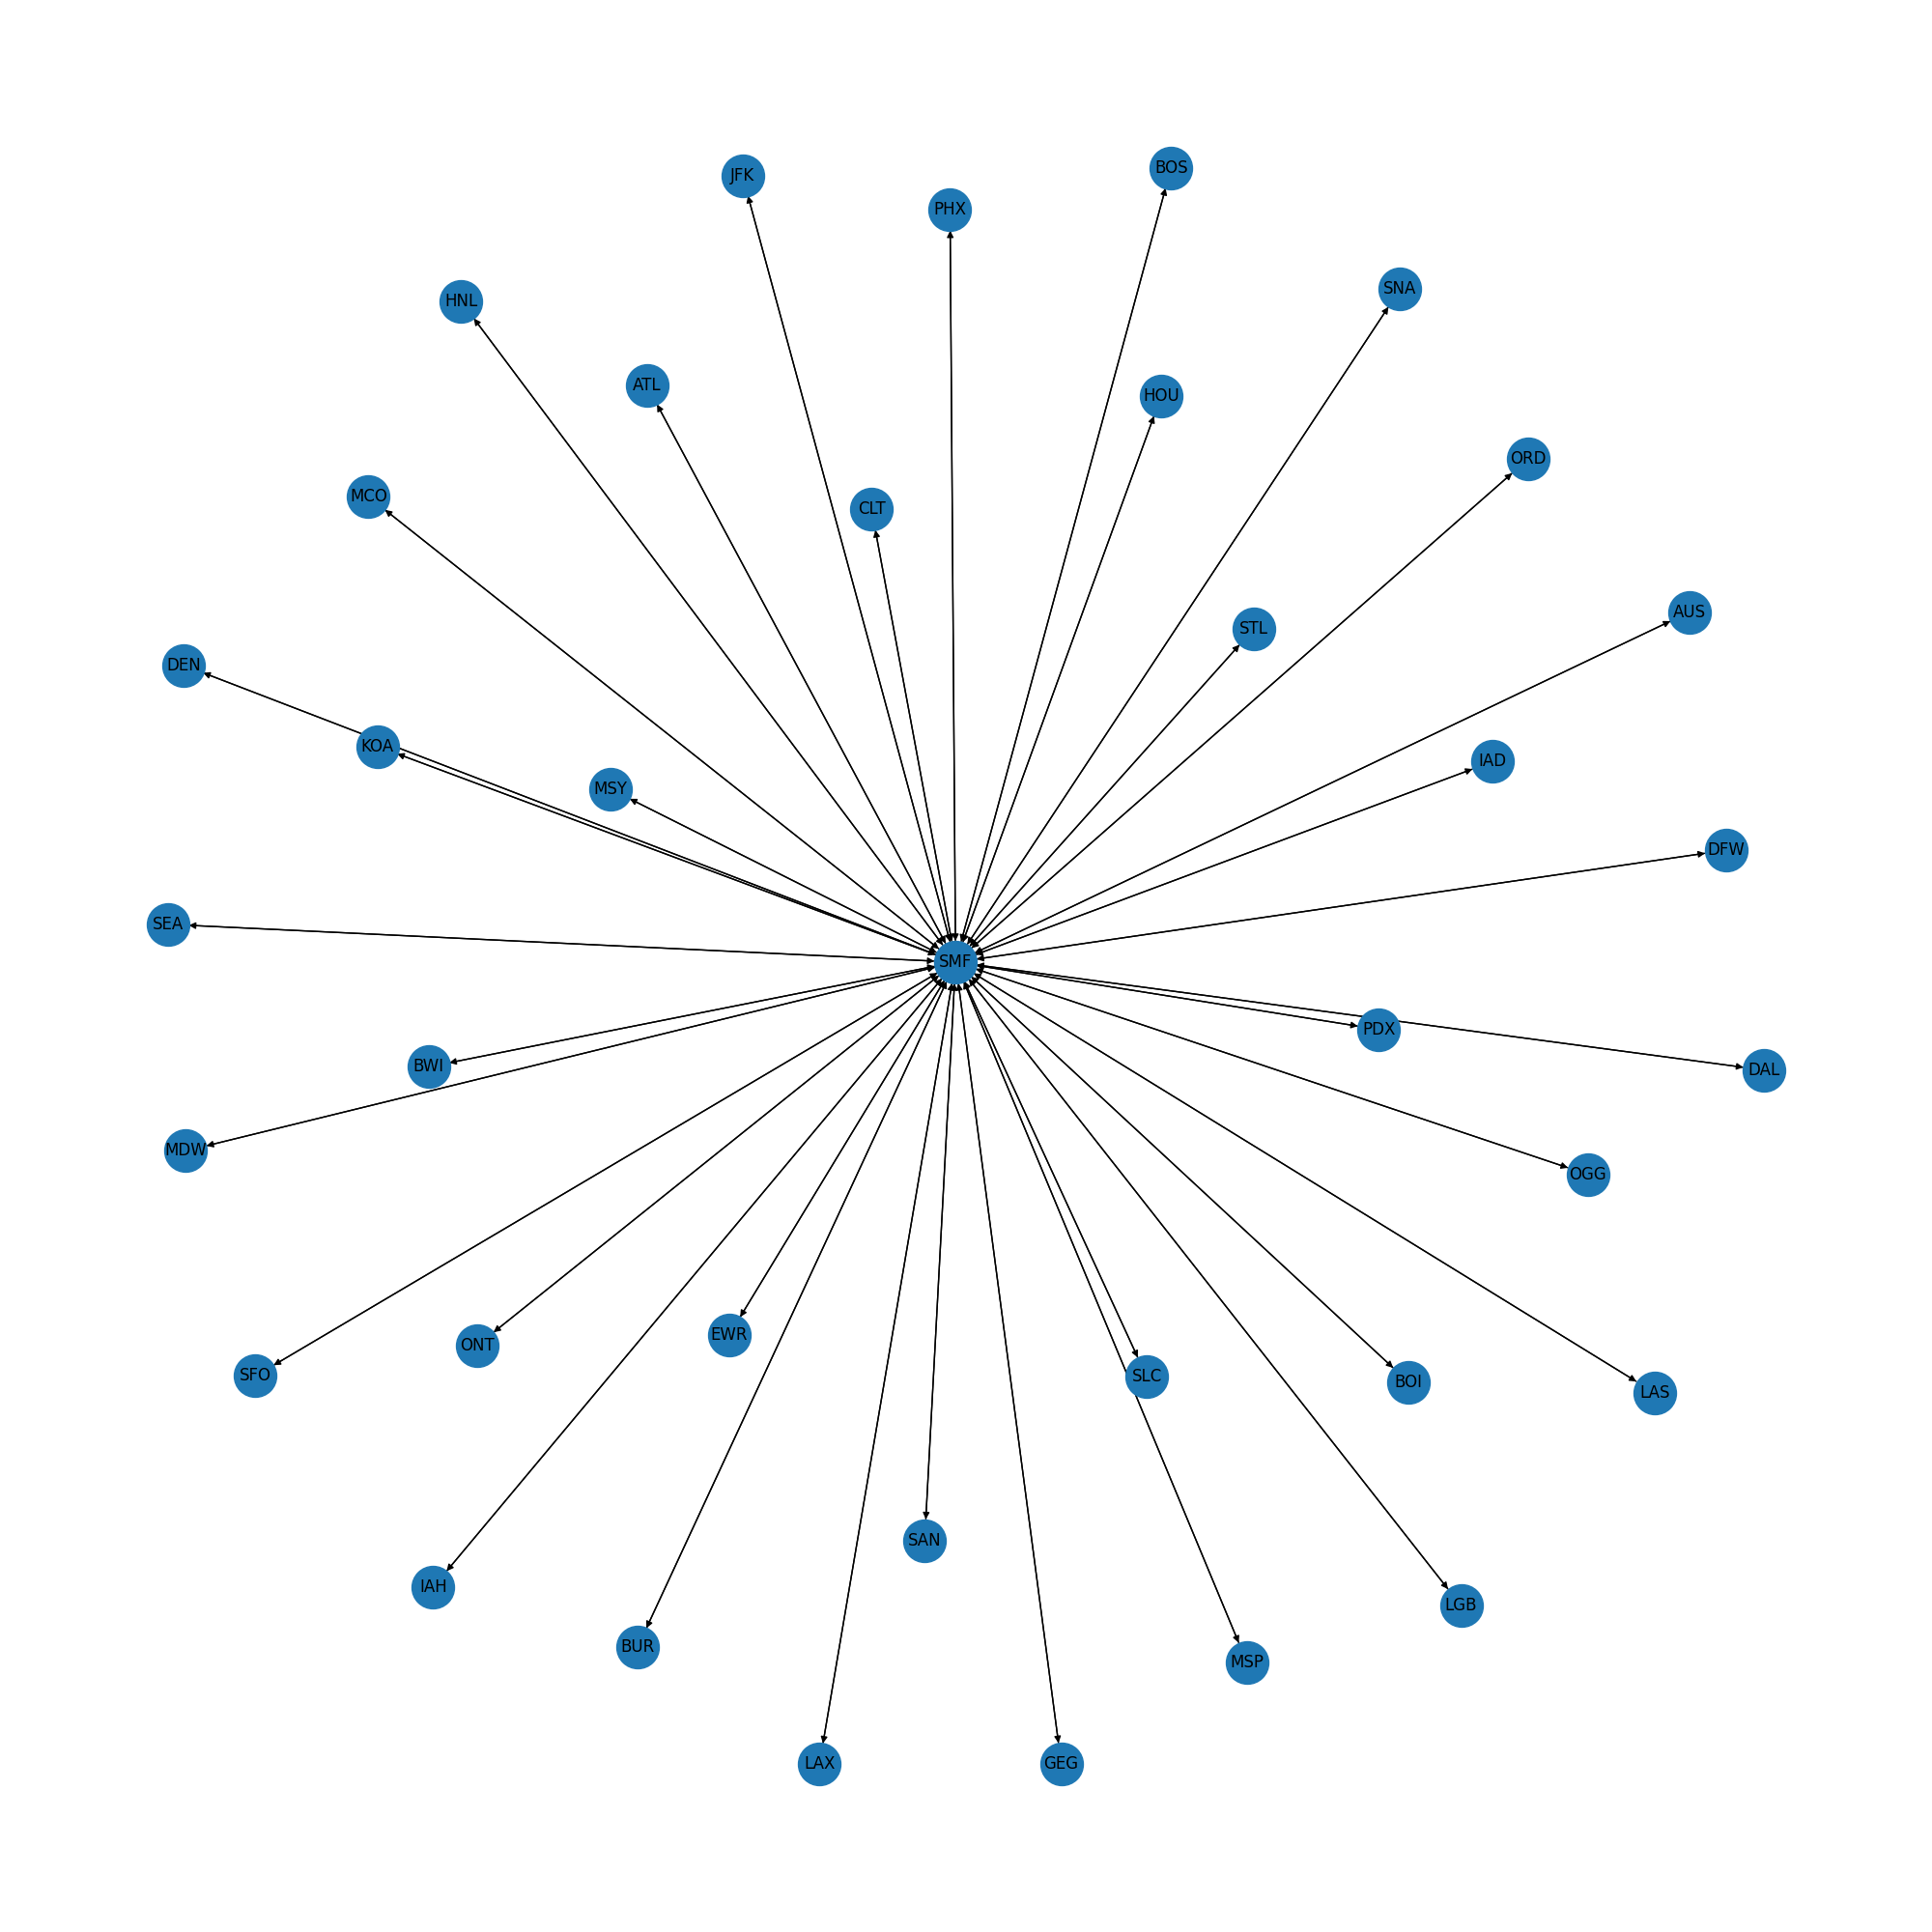 BOS
JFK
PHX
SNA
HNL
ATL
HOU
ORD
MCO
CLT
AUS
STL
DEN
KOA
IAD
MSY
DFW
SEA
SMF
PDX
BWI
DAL
MDW
OGG
EWR
ONT
SFO
SLC
BOI
LAS
SAN
IAH
LGB
BUR
MSP
LAX
GEG